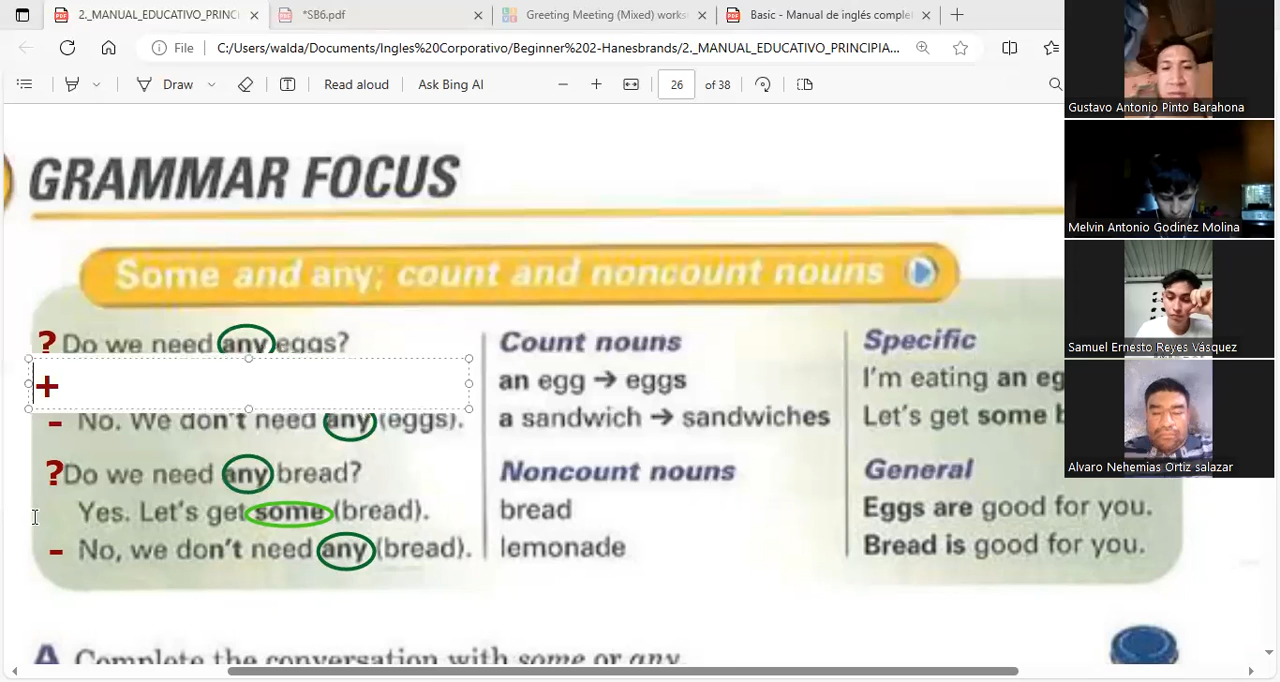 2._MANUAL_EDUCATIVO_PRINCI
*SB6.pdf
Greeting Meeting (Mixed) works
Basic - Manual de inglés complet
File
C:/Users/walda/Documents/Ingles%20Corporativo/Beginner%202-Hanesbrands/2._MANUAL_EDUCATIVO_PRINCIPIA...
Draw
Read aloud
Ask Bing AI
26 of 38
Gustavo Antonio Pinto Barahona
Melvin Antonio Godinez Molina
Samuel Ernesto Reyes Vásquez
Alvaro Nehemias Ortiz salazar
GRAMMAR FOCUS
Some and any; count and noncount nouns
? Do we need any eggs?
+
- No. We don't need any (eggs).
?Do we need any bread?
Yes. Let's get some (bread).
- No, we don't need any (bread).
Count nouns
an egg → eggs
a sandwich → sandwiches
Noncount nouns
bread
lemonade
Specific
I'm eating an eg
Let's get some b
General
Eggs are good for you.
Bread is good for you.
A Complete the conversation with some or any.